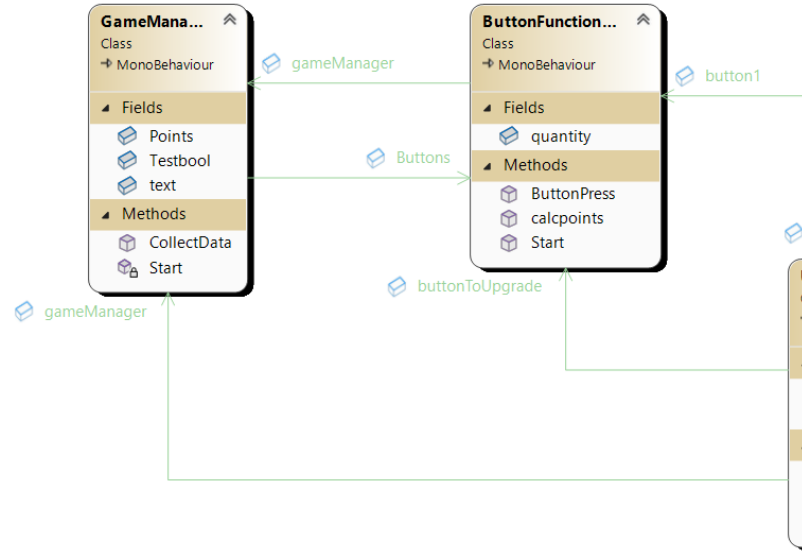 GameMana...
Class
MonoBehaviour
Fields
Points
Testbool
text
Methods
CollectData
Start
gameManager
Buttons
ButtonFunction...
Class
MonoBehaviour
Fields
quantity
Methods
ButtonPress
calcpoints
Start
button1
buttonToUpgrade
gameManager